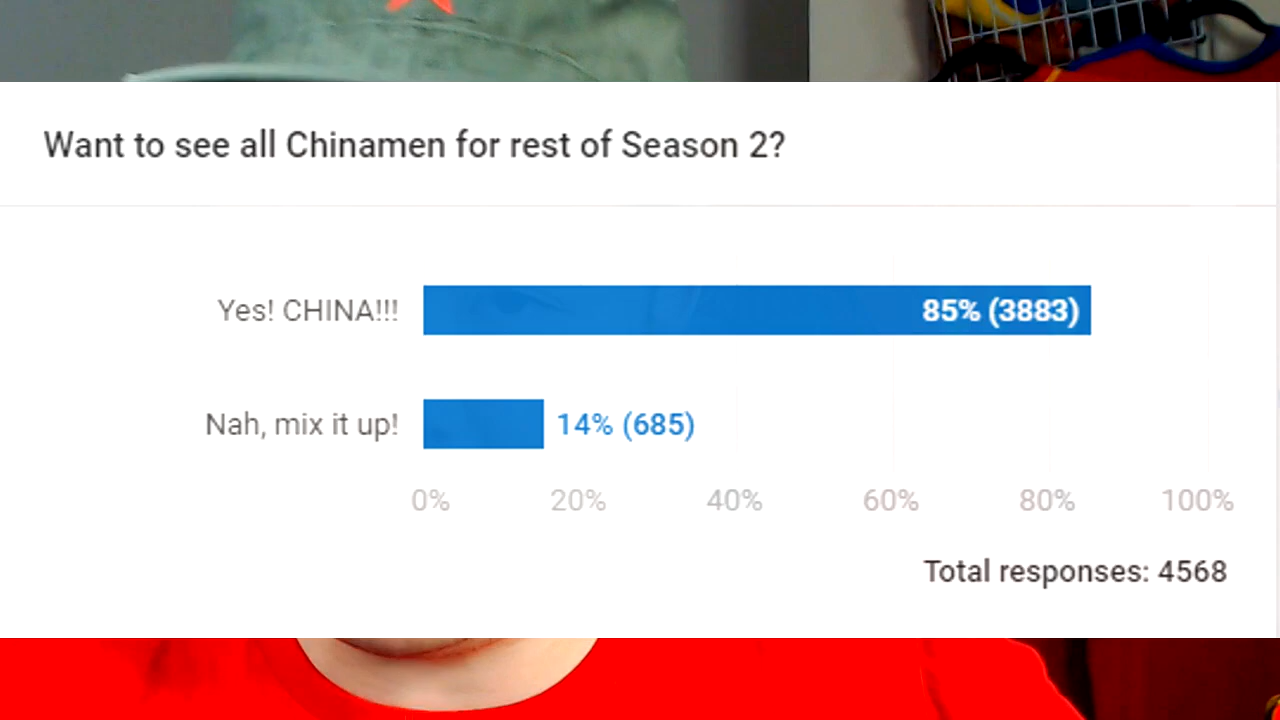 Want to see all Chinamen for rest of Season 2?
Yes! CHINA!!! 85% (3883)
Nah, mix it up! 14% (685)
0% 20% 40% 60% 80% 100%
Total responses: 4568